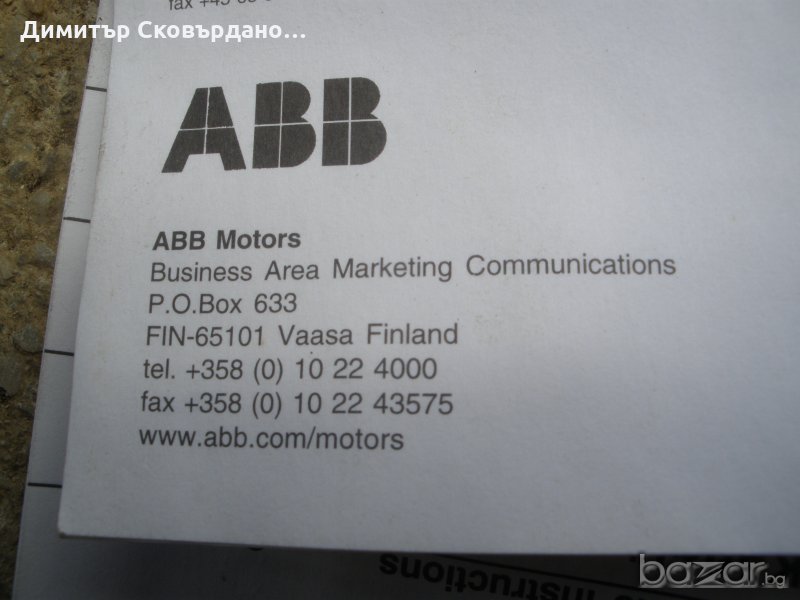 Димитър Сковърдано...
ABB
ABB Motors
Business Area Marketing Communications
P.O.Box 633
FIN-65101 Vaasa Finland
tel. +358 (0) 10 22 4000
fax +358 (0) 10 22 43575
www.abb.com/motors
Instructions
bazar.bg